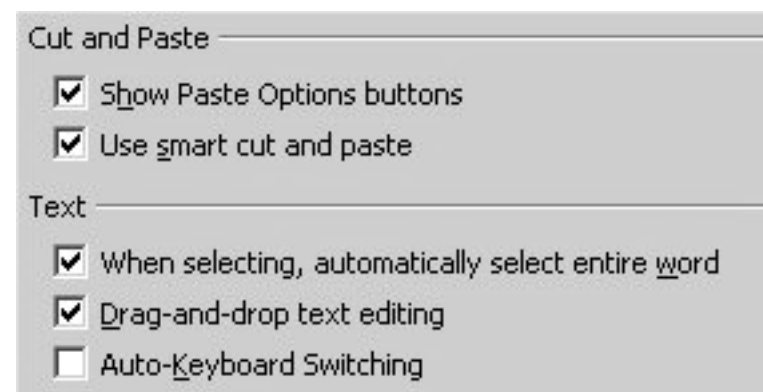 Cut and Paste
Show Paste Options buttons
Use smart cut and paste
Text
When selecting, automatically select entire word
Drag-and-drop text editing
Auto-Keyboard Switching